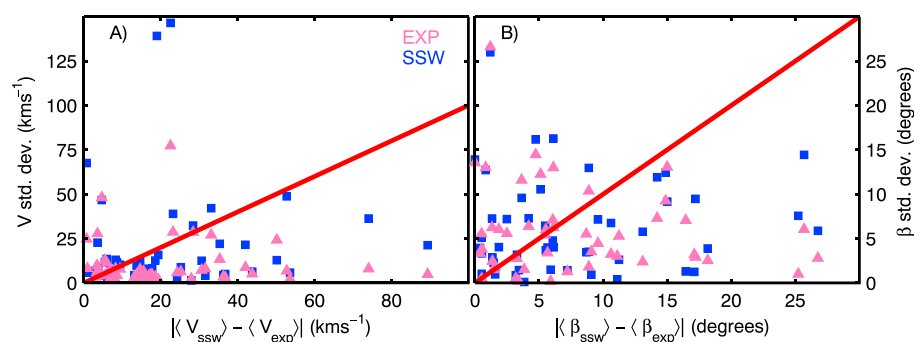 A)
EXP
SSW
V std. dev. (kms⁻¹)
125
100
75
50
25
0
0 20 40 60 80
|⟨ V_ssw⟩ – ⟨ V_exp⟩| (kms⁻¹)
B)
25
20
15
10
5
0
β std. dev. (degrees)
0 5 10 15 20 25
|⟨ β_ssw⟩ – ⟨ β_exp⟩| (degrees)